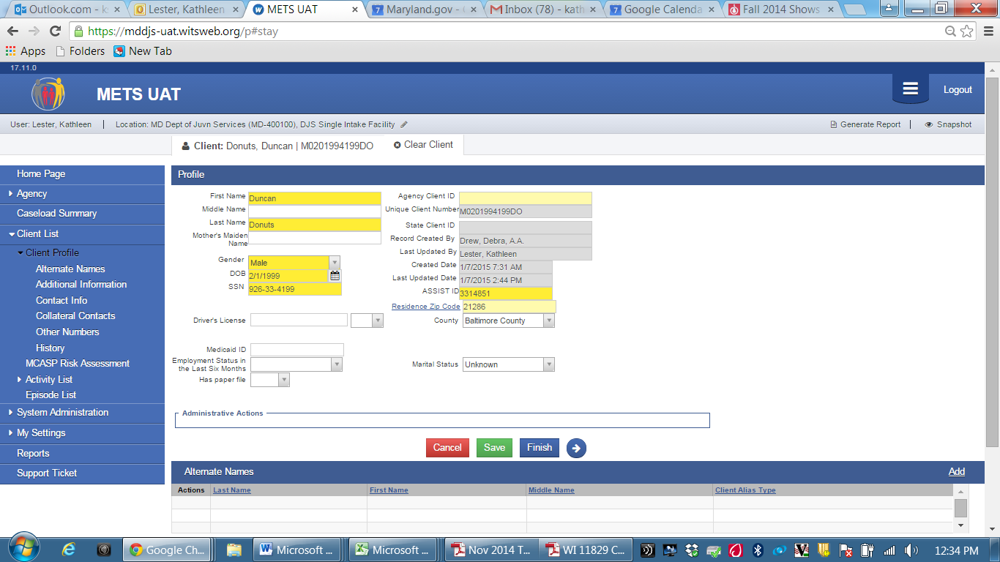 Outlook.com - ks
Lester, Kathleen
METS UAT
Maryland.gov -
Inbox (78) - kath
Google Calenda
Fall 2014 Shows
https://mddjs-uat.witsweb.org/p#stay
Apps Folders New Tab
17.11.0
METS UAT
Logout
User: Lester, Kathleen | Location: MD Dept of Juvn Services (MD-400100), DJS Single Intake Facility
Generate Report | Snapshot
Client: Donuts, Duncan | M0201994199DO
Clear Client
Home Page
Agency
Caseload Summary
Client List
Client Profile
Alternate Names
Additional Information
Contact Info
Collateral Contacts
Other Numbers
History
MCASP Risk Assessment
Activity List
Episode List
System Administration
My Settings
Reports
Support Ticket
Profile
First Name Duncan
Middle Name
Last Name Donuts
Mother's Maiden
Name
Gender Male
DOB 2/1/1999
SSN 926-33-4199
Driver's License
Medicaid ID
Employment Status in
the Last Six Months
Has paper file
Agency Client ID
Unique Client Number M0201994199DO
State Client ID
Record Created By Drew, Debra, A.A.
Last Updated By Lester, Kathleen
Created Date 1/7/2015 7:31 AM
Last Updated Date 1/7/2015 2:44 PM
ASSIST ID 3314851
Residence Zip Code 21286
County Baltimore County
Marital Status Unknown
Administrative Actions
Cancel Save Finish
Alternate Names Add
Actions Last Name First Name Middle Name Client Alias Type
Google Ch... Microsoft ... Microsoft ... Nov 2014 T... WI 11829 C... 12:34 PM